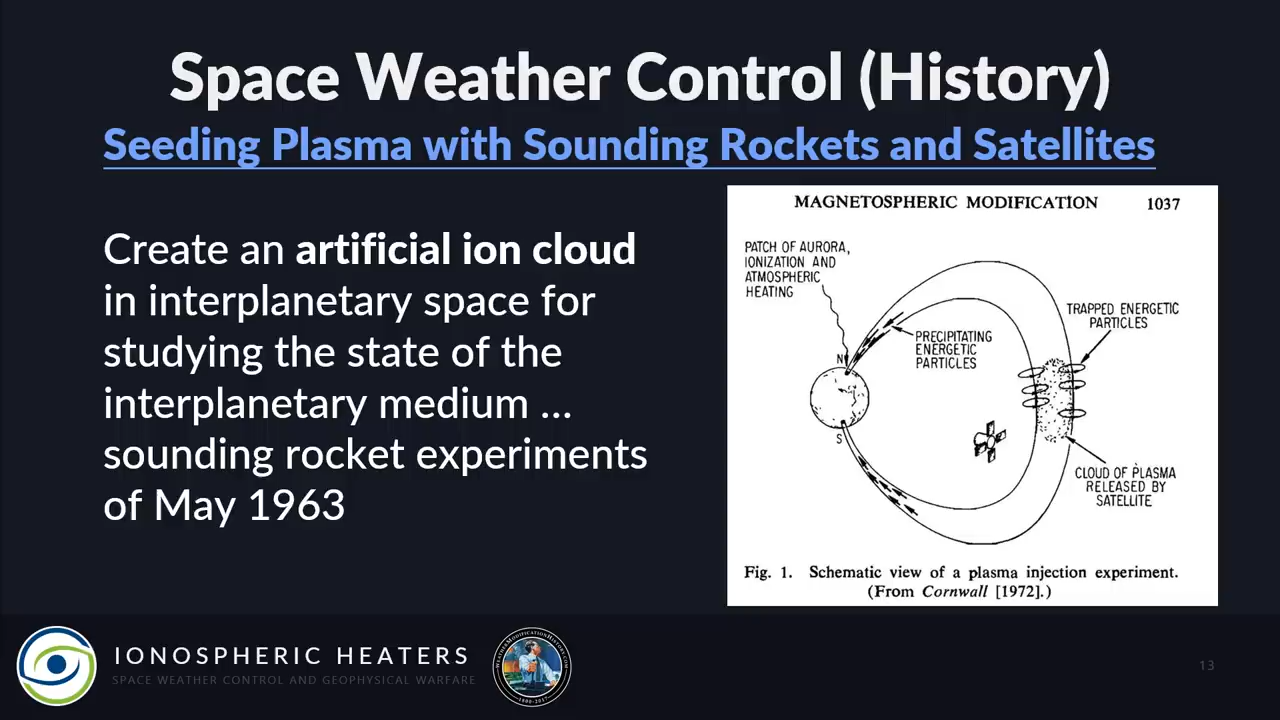 Space Weather Control (History)
Seeding Plasma with Sounding Rockets and Satellites
Create an artificial ion cloud
in interplanetary space for
studying the state of the
interplanetary medium ...
sounding rocket experiments
of May 1963
MAGNETOSPHERIC MODIFICATION 1037
PATCH OF AURORA,
IONIZATION AND
ATMOSPHERIC
HEATING
TRAPPED ENERGETIC
PARTICLES
PRECIPITATING
ENERGETIC
PARTICLES
N
S
CLOUD OF PLASMA
RELEASED BY
SATELLITE
Fig. 1. Schematic view of a plasma injection experiment.
(From Cornwall [1972].)
IONOSPHERIC HEATERS
SPACE WEATHER CONTROL AND GEOPHYSICAL WARFARE
WEATHERMODIFICATIONHISTORY.COM
13